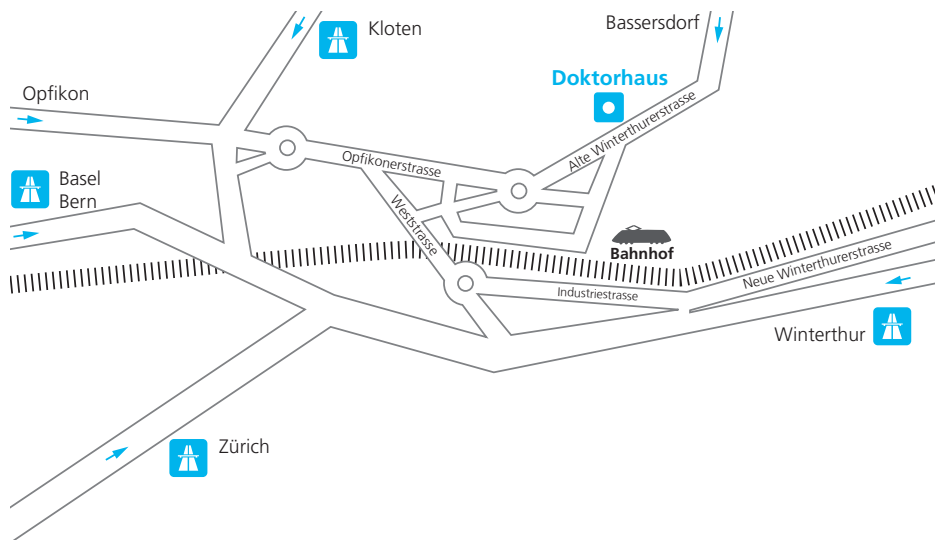 Kloten
Bassersdorf
Doktorhaus
Opfikon
Alte Winterthurerstrasse
Opfikonerstrasse
Basel
Bern
Weststrasse
Bahnhof
Neue Winterthurerstrasse
Industriestrasse
Winterthur
Zürich